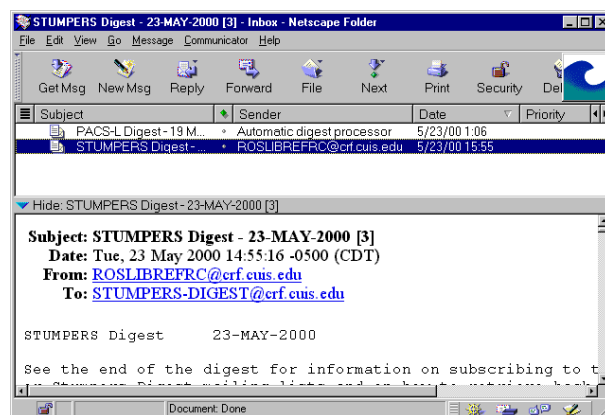 STUMPERS Digest - 23-MAY-2000 [3] - Inbox - Netscape Folder
File Edit View Go Message Communicator Help
Get Msg New Msg Reply Forward File Next Print Security Del
Subject Sender Date Priority
PACS-L Digest - 19 M... Automatic digest processor 5/23/00 1:06
STUMPERS Digest - ... ROSLIBREFRC@crf.cuis.edu 5/23/00 15:55
Hide: STUMPERS Digest - 23-MAY-2000 [3]
Subject: STUMPERS Digest - 23-MAY-2000 [3]
Date: Tue, 23 May 2000 14:55:16 -0500 (CDT)
From: ROSLIBREFRC@crf.cuis.edu
To: STUMPERS-DIGEST@crf.cuis.edu
STUMPERS Digest 23-MAY-2000
See the end of the digest for information on subscribing to t
Document: Done